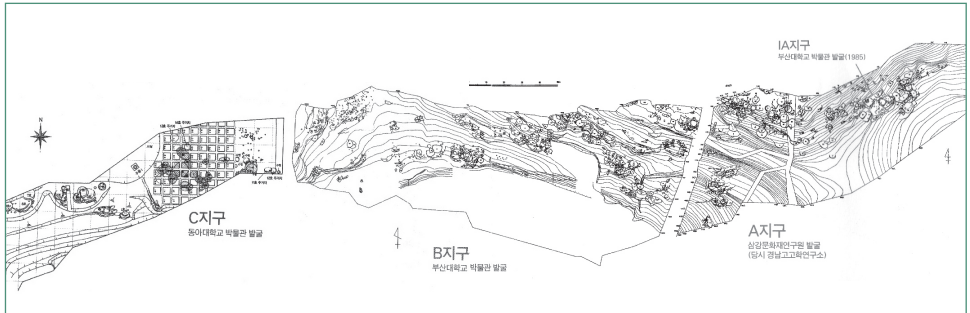 IA지구
부산대학교 박물관 발굴(1985)
N
C지구
동아대학교 박물관 발굴
B지구
부산대학교 박물관 발굴
A지구
삼강문화재연구원 발굴
(당시 경남고고학연구소)